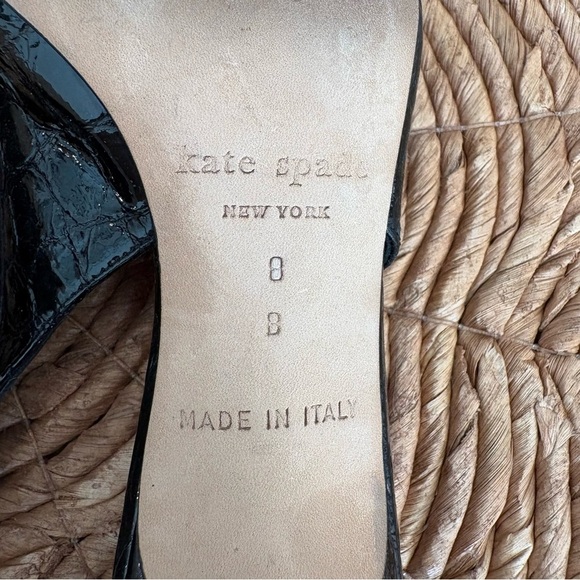 kate spade
NEW YORK
8
B
MADE IN ITALY